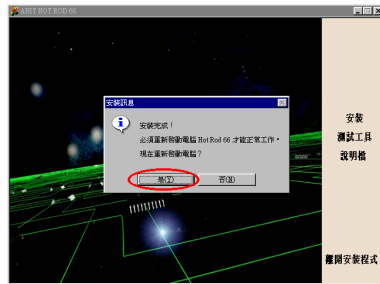 ABIT HOT ROD 66
安裝訊息
安裝完成！
必須重新啟動電腦 Hot Rod 66 才能正常工作。
現在重新啟動電腦？
是(Y)
否(N)
安裝
測試工具
說明檔
離開安裝程式